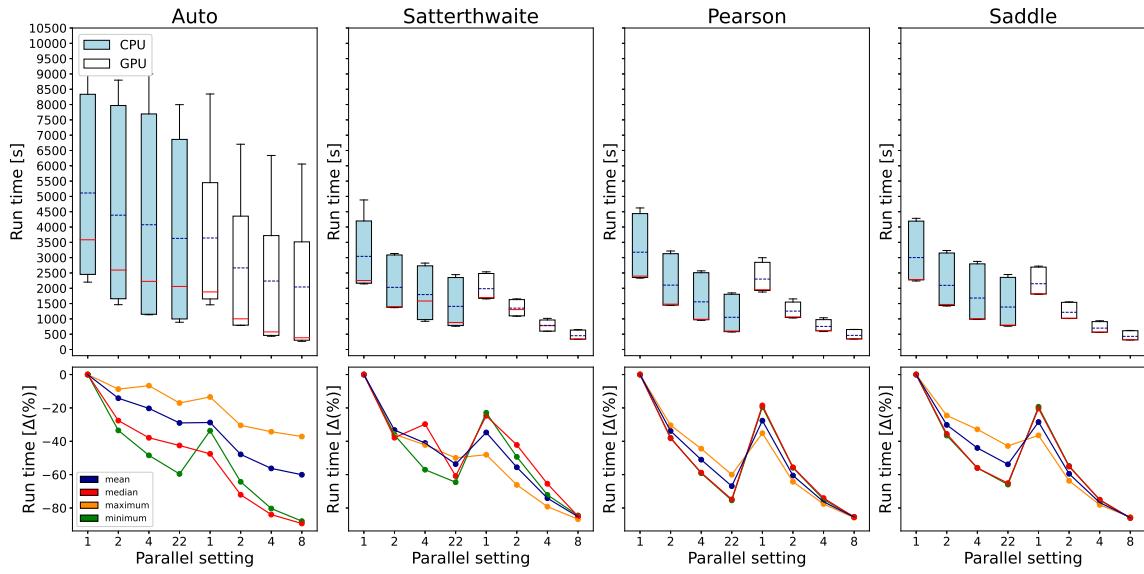 Auto
Satterthwaite
Pearson
Saddle
Run time [s]
10500
10000
9500
9000
8500
8000
7500
7000
6500
6000
5500
5000
4500
4000
3500
3000
2500
2000
1500
1000
500
0
CPU
GPU
Run time [s]
Run time [s]
Run time [s]
Run time [Δ(%)]
0
−20
−40
−60
−80
mean
median
maximum
minimum
Run time [Δ(%)]
Run time [Δ(%)]
Run time [Δ(%)]
1 2 4 22 1 2 4 8
Parallel setting
1 2 4 22 1 2 4 8
Parallel setting
1 2 4 22 1 2 4 8
Parallel setting
1 2 4 22 1 2 4 8
Parallel setting